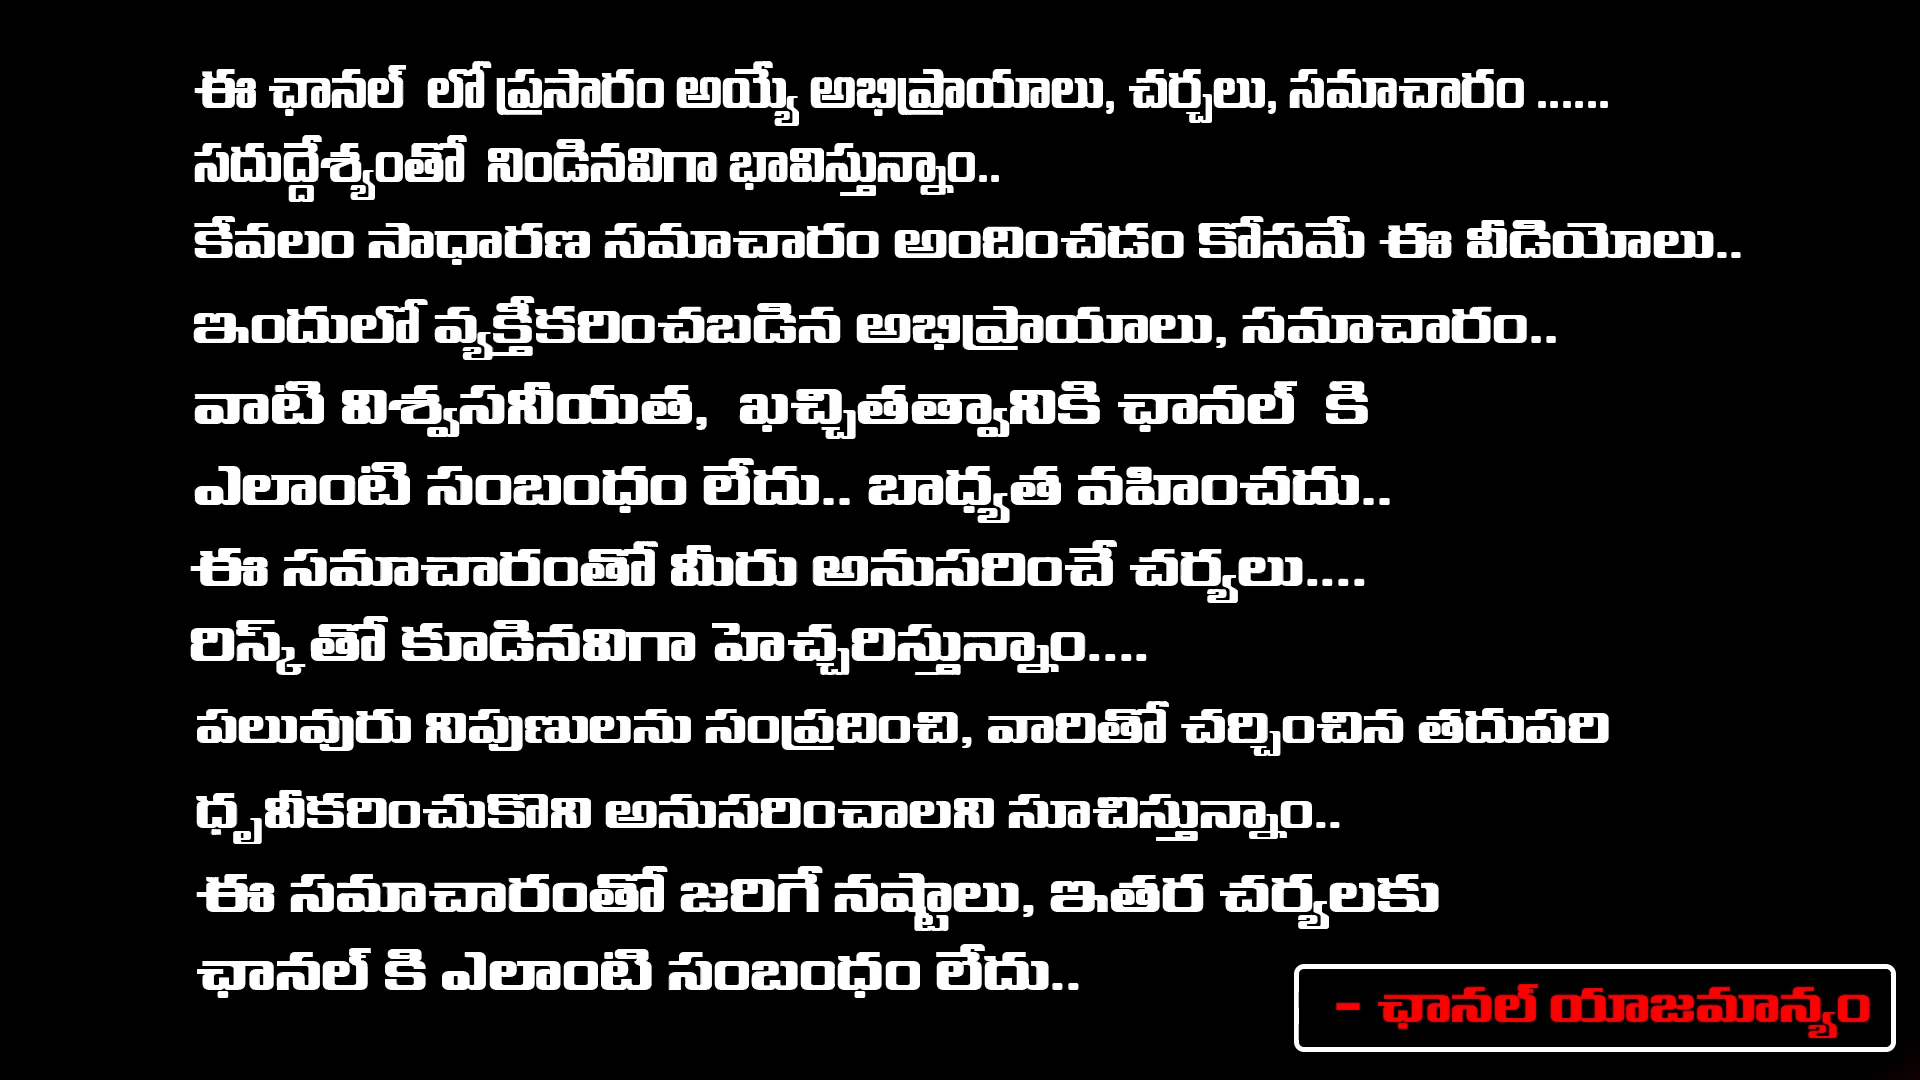 ఈ ఛానల్ లో ప్రసారం అయ్యే అభిప్రాయాలు, చర్చలు, సమాచారం ......
సదుద్దేశ్యంతో నిండినవిగా భావిస్తున్నాం..
కేవలం సాధారణ సమాచారం అందించడం కోసమే ఈ వీడియోలు..
ఇందులో వ్యక్తీకరించబడిన అభిప్రాయాలు, సమాచారం..
వాటి విశ్వసనీయత, ఖచ్చితత్వానికి ఛానల్ కి
ఎలాంటి సంబంధం లేదు.. బాధ్యత వహించదు..
ఈ సమాచారంతో మీరు అనుసరించే చర్యలు....
రిస్క్ తో కూడినవిగా హెచ్చరిస్తున్నాం....
పలువురు నిపుణులను సంప్రదించి, వారితో చర్చించిన తదుపరి
ధృవీకరించుకొని అనుసరించాలని సూచిస్తున్నాం..
ఈ సమాచారంతో జరిగే నష్టాలు, ఇతర చర్యలకు
ఛానల్ కి ఎలాంటి సంబంధం లేదు..
- ఛానల్ యాజమాన్యం